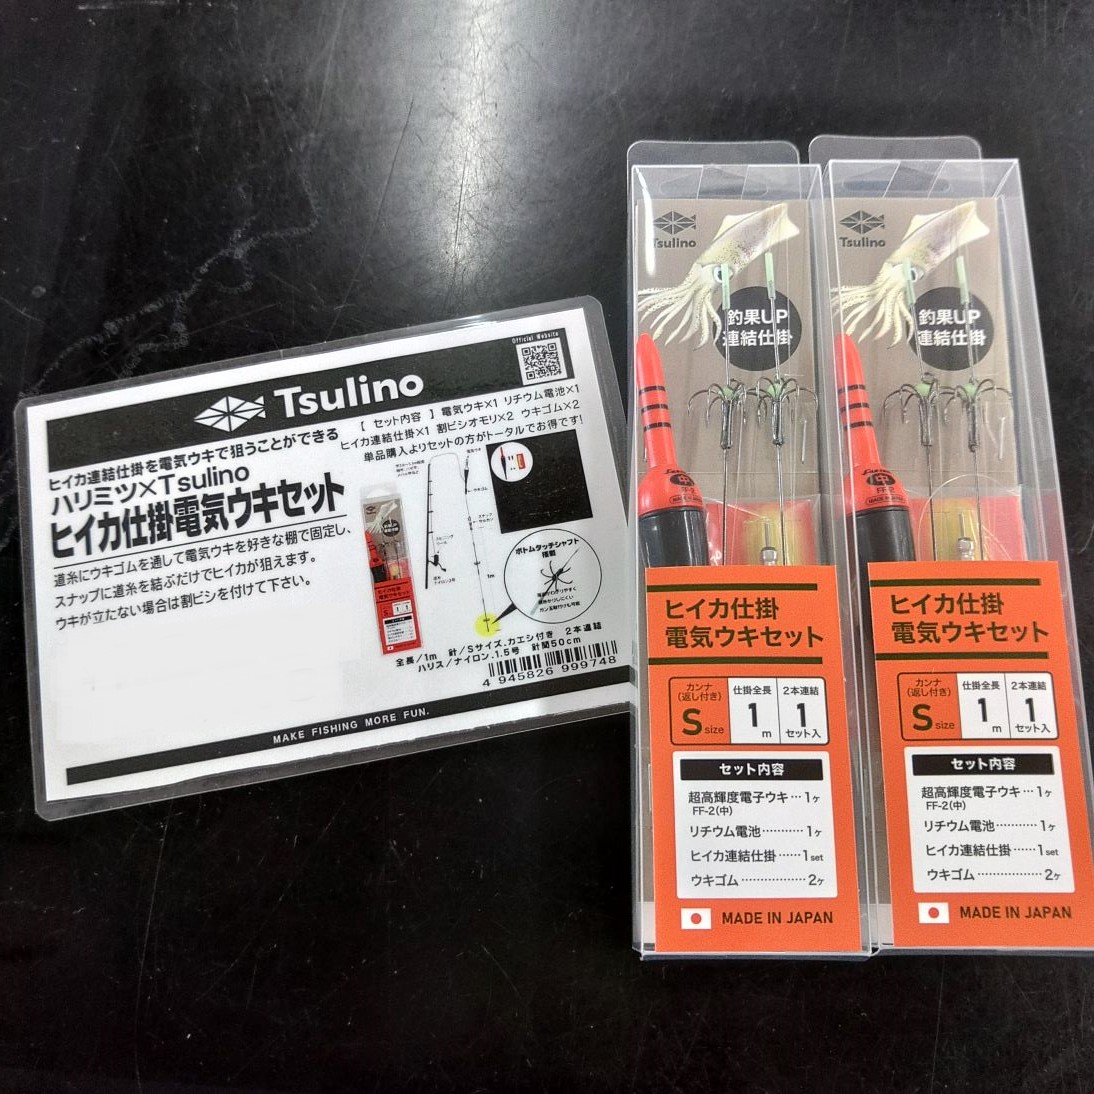 Official Website
Tsulino
ヒイカ連結仕掛を電気ウキで狙うことができる
ハリミツ×Tsulino
ヒイカ仕掛電気ウキセット
道糸にウキゴムを通して電気ウキを好きな棚で固定し、
スナップに道糸を結ぶだけでヒイカが狙えます。
ウキが立たない場合は割ビシを付けて下さい。
【 セット内容 】電気ウキ×1 リチウム電池×1
ヒイカ連結仕掛×1 割ビシオモリ×2 ウキゴム×2
単品購入よりセットの方がトータルでお得です!
ボトムタッチシャフト
搭載
1m
全長/1m 針/Sサイズ、カエシ付き 2本連結
ハリス/ナイロン、1.5号 針間50cm
4 945826 999748
MAKE FISHING MORE FUN.
Tsulino
釣果UP
連結仕掛
中
FF-2
ヒイカ仕掛
電気ウキセット
カンナ
(返し付き)
S size
仕掛全長
1
m
2本連結
1
セット入
セット内容
超高輝度電子ウキ…1ヶ
FF-2(中)
リチウム電池………1ヶ
ヒイカ連結仕掛……1set
ウキゴム……………2ヶ
MADE IN JAPAN
Tsulino
釣果UP
連結仕掛
中
FF-2
ヒイカ仕掛
電気ウキセット
カンナ
(返し付き)
S size
仕掛全長
1
m
2本連結
1
セット入
セット内容
超高輝度電子ウキ…1ヶ
FF-2(中)
リチウム電池………1ヶ
ヒイカ連結仕掛……1set
ウキゴム……………2ヶ
MADE IN JAPAN